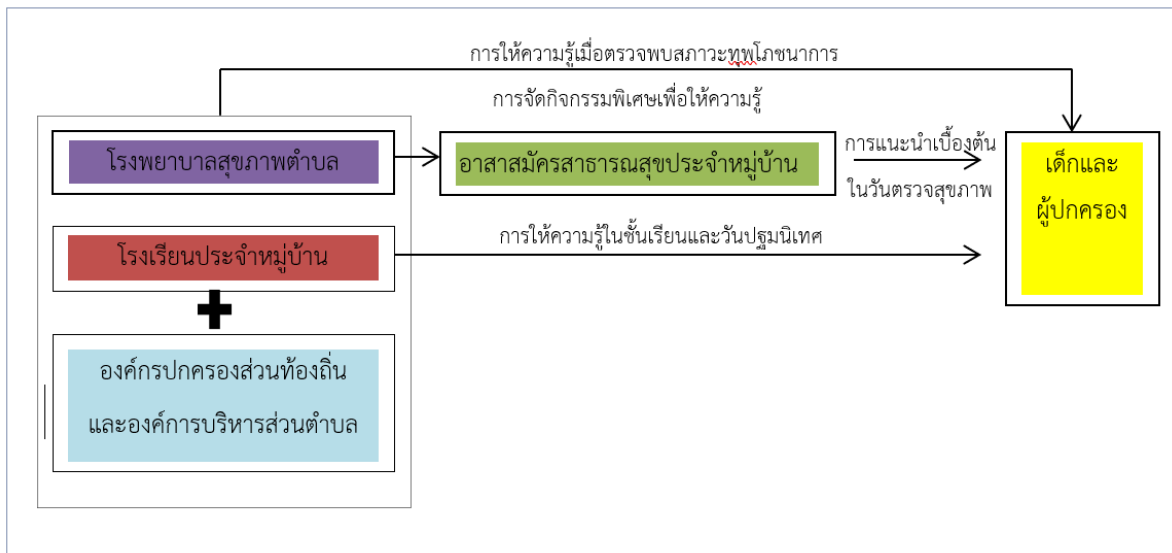 การให้ความรู้เมื่อตรวจพบสภาวะทุพโภชนาการ
การจัดกิจกรรมพิเศษเพื่อให้ความรู้
โรงพยาบาลสุขภาพตำบล
อาสาสมัครสาธารณสุขประจำหมู่บ้าน
การแนะนำเบื้องต้น
ในวันตรวจสุขภาพ
เด็กและ
ผู้ปกครอง
โรงเรียนประจำหมู่บ้าน
การให้ความรู้ในชั้นเรียนและวันปฐมนิเทศ
องค์กรปกครองส่วนท้องถิ่น
และองค์การบริหารส่วนตำบล